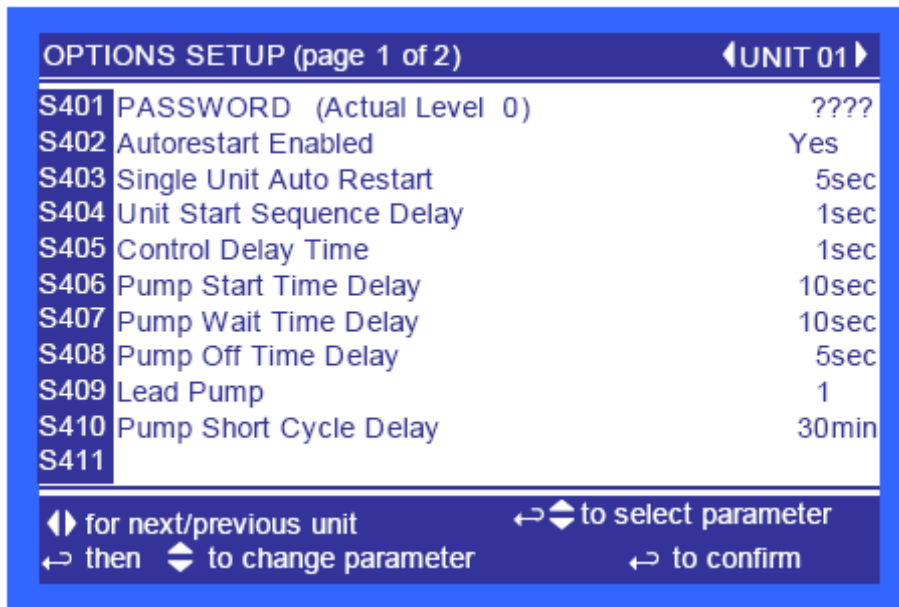 OPTIONS SETUP (page 1 of 2) UNIT 01
S401 PASSWORD (Actual Level 0) ????
S402 Autorestart Enabled Yes
S403 Single Unit Auto Restart 5sec
S404 Unit Start Sequence Delay 1sec
S405 Control Delay Time 1sec
S406 Pump Start Time Delay 10sec
S407 Pump Wait Time Delay 10sec
S408 Pump Off Time Delay 5sec
S409 Lead Pump 1
S410 Pump Short Cycle Delay 30min
S411
for next/previous unit to select parameter
then to change parameter to confirm